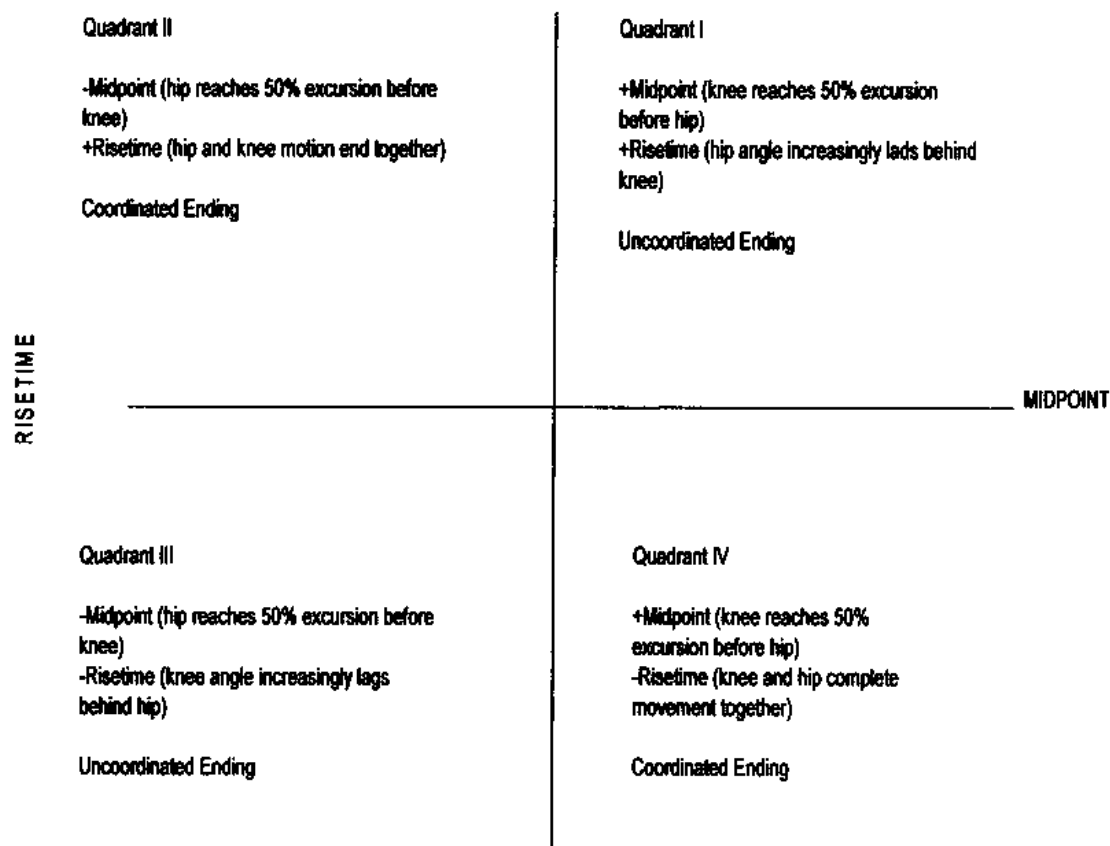 Quadrant II
-Midpoint (hip reaches 50% excursion before
knee)
+Risetime (hip and knee motion end together)
Coordinated Ending
Quadrant I
+Midpoint (knee reaches 50% excursion
before hip)
+Risetime (hip angle increasingly lads behind
knee)
Uncoordinated Ending
RISETIME
MIDPOINT
Quadrant III
-Midpoint (hip reaches 50% excursion before
knee)
-Risetime (knee angle increasingly lags
behind hip)
Uncoordinated Ending
Quadrant IV
+Midpoint (knee reaches 50%
excursion before hip)
-Risetime (knee and hip complete
movement together)
Coordinated Ending